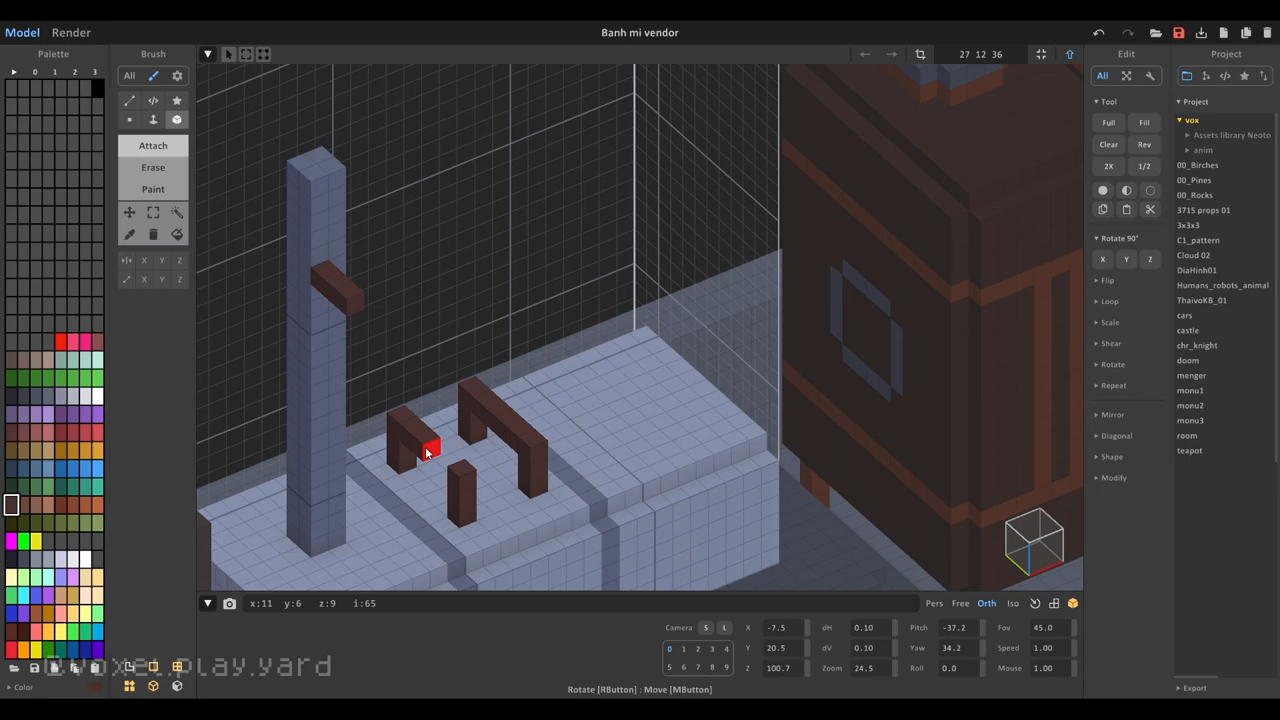 Model Render Banh mi vendor
Palette Brush 27 12 36 Edit Project
0 1 2 3 All All
Project
Tool
vox
Full Fill
Assets library Neoto
Attach Clear Rev
anim
Erase 2X 1/2
00_Birches
Paint
00_Pines
00_Rocks
3715 props 01
3x3x3
Rotate 90°
C1_pattern
X Y Z X Y Z
Cloud 02
X Y Z Flip
DiaHinh01
Humans_robots_animal
Loop
ThaivoKB_01
Repeat
cars
Scale
castle
Shear
chr_knight
Rotate
doom
menger
monu1
monu2
Mirror
monu3
Diagonal
room
Shape
teapot
Modify
x:11 y:6 z:9 i:65 Pers Free Orth Iso
Camera S L X -7.5 dH 0.10 Pitch -37.2 Fov 45.0
0 1 2 3 4 Y 20.5 dV 0.10 Yaw 34.2 Speed 1.00
5 6 7 8 9 Z 100.7 Zoom 24.5 Roll 0.0 Mouse 1.00
voxel.play.yard
Color Rotate [RButton] : Move [MButton] Export